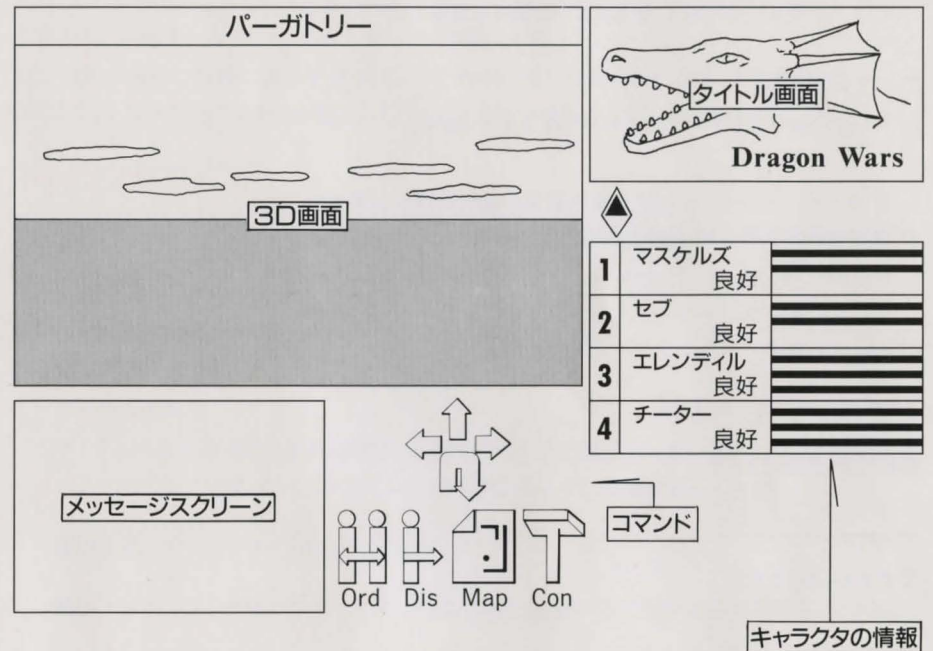 パーガトリー
タイトル画面
Dragon Wars
3D画面
1 マスケルズ
良好
2 セブ
良好
3 エレンディル
良好
4 チーター
良好
メッセージスクリーン
コマンド
Ord Dis Map Con
キャラクタの情報